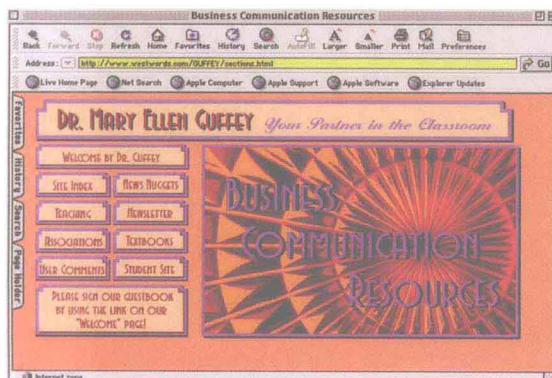 Business Communication Resources
Back Forward Stop Refresh Home Favorites History Search AutoFill Larger Smaller Print Mail Preferences
Address: http://www.westwords.com/GUFFEY/sections.html Go
Live Home Page Net Search Apple Computer Apple Support Apple Software Explorer Updates
Favorites
History
Search
Page Holder
DR. MARY ELLEN GUFFEY Your Partner in the Classroom
WELCOME BY DR. GUFFEY
SITE INDEX NEWS NUGGETS
TEACHING NEWSLETTER
ASSOCIATIONS TEXTBOOKS
USER COMMENTS STUDENT SITE
PLEASE SIGN OUR GUESTBOOK
BY USING THE LINK ON OUR
"WELCOME" PAGE!
BUSINESS
COMMUNICATION
RESOURCES
Internet zone